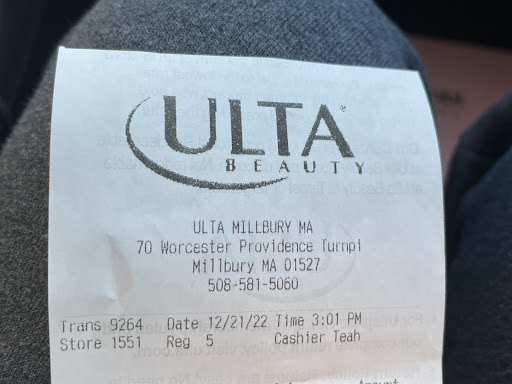 ULTA
BEAUTY
ULTA MILLBURY MA
70 Worcester Providence Turnpi
Millbury MA 01527
508-581-5060
Trans 9264 Date 12/21/22 Time 3:01 PM
Store 1551 Reg 5 Cashier Teah
Amount